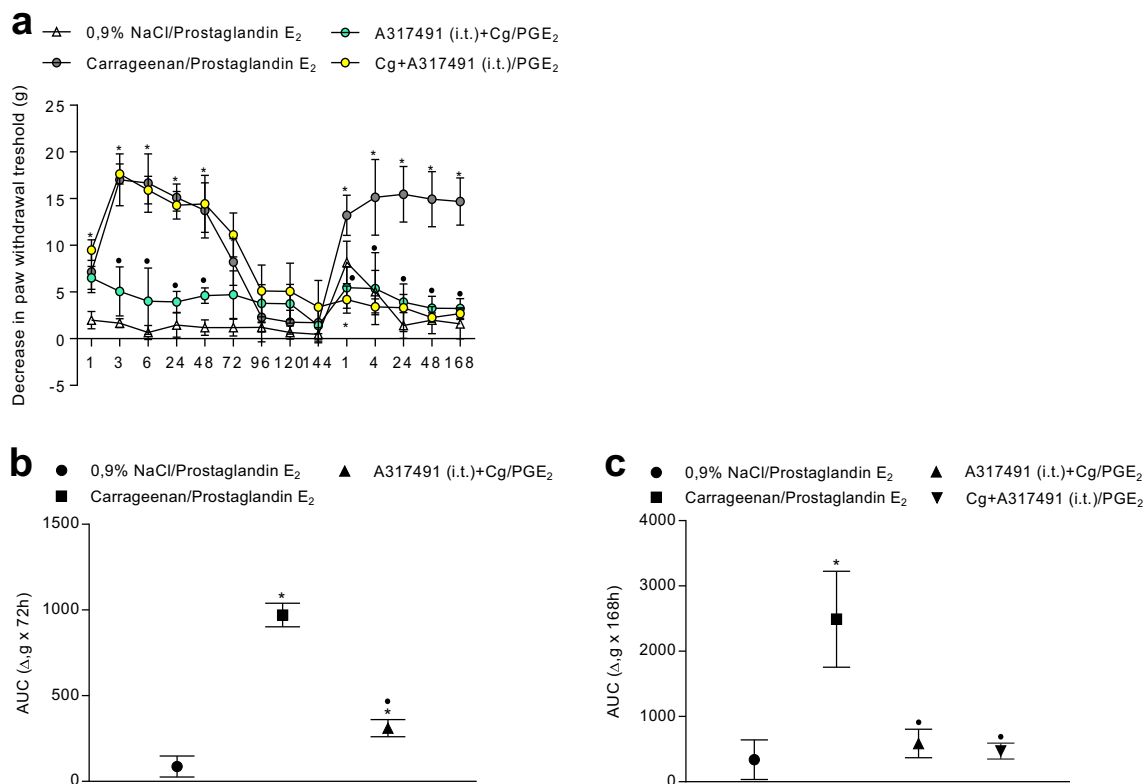 a
0,9% NaCl/Prostaglandin E2
A317491 (i.t.)+Cg/PGE2
Carrageenan/Prostaglandin E2
Cg+A317491 (i.t.)/PGE2
Decrease in paw withdrawal treshold (g)
25
20
15
10
5
0
-5
* * * * * * * * * *
1 3 6 24 48 72 96 120 144 1 4 24 48 168
*
b
0,9% NaCl/Prostaglandin E2
A317491 (i.t.)+Cg/PGE2
Carrageenan/Prostaglandin E2
AUC (Δ,g x 72h)
1500
1000
500
0
*
*
c
0,9% NaCl/Prostaglandin E2
A317491 (i.t.)+Cg/PGE2
Carrageenan/Prostaglandin E2
Cg+A317491 (i.t.)/PGE2
AUC (Δ,g x 168h)
4000
3000
2000
1000
0
*